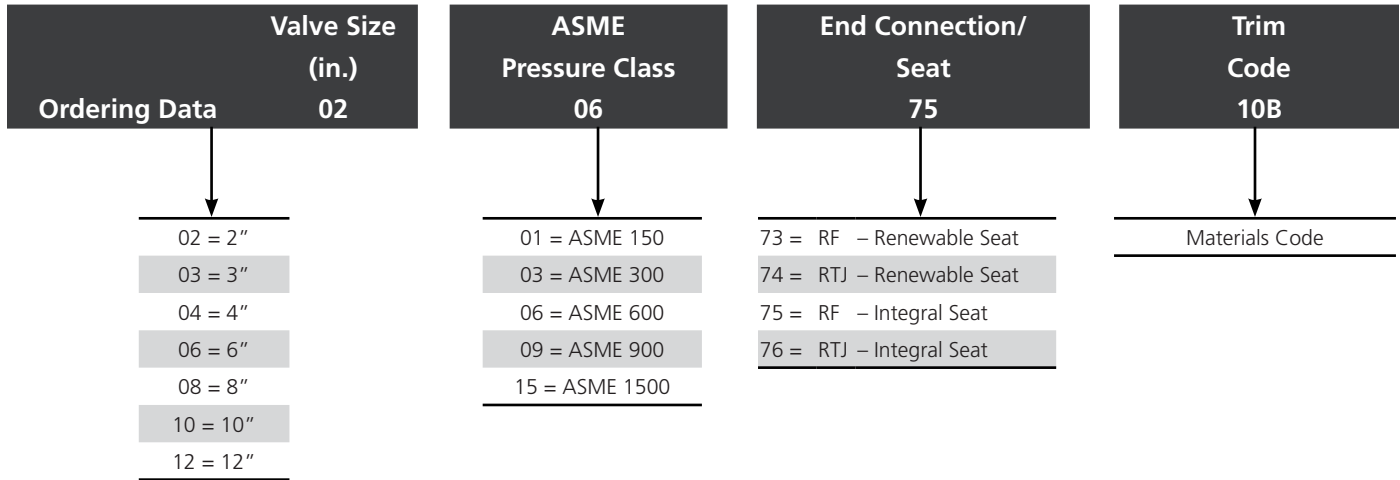 Valve Size
(in.)
Ordering Data 02
ASME
Pressure Class
06
End Connection/
Seat
75
Trim
Code
10B
02 = 2″
03 = 3″
04 = 4″
06 = 6″
08 = 8″
10 = 10″
12 = 12″
01 = ASME 150
03 = ASME 300
06 = ASME 600
09 = ASME 900
15 = ASME 1500
73 = RF – Renewable Seat
74 = RTJ – Renewable Seat
75 = RF – Integral Seat
76 = RTJ – Integral Seat
Materials Code